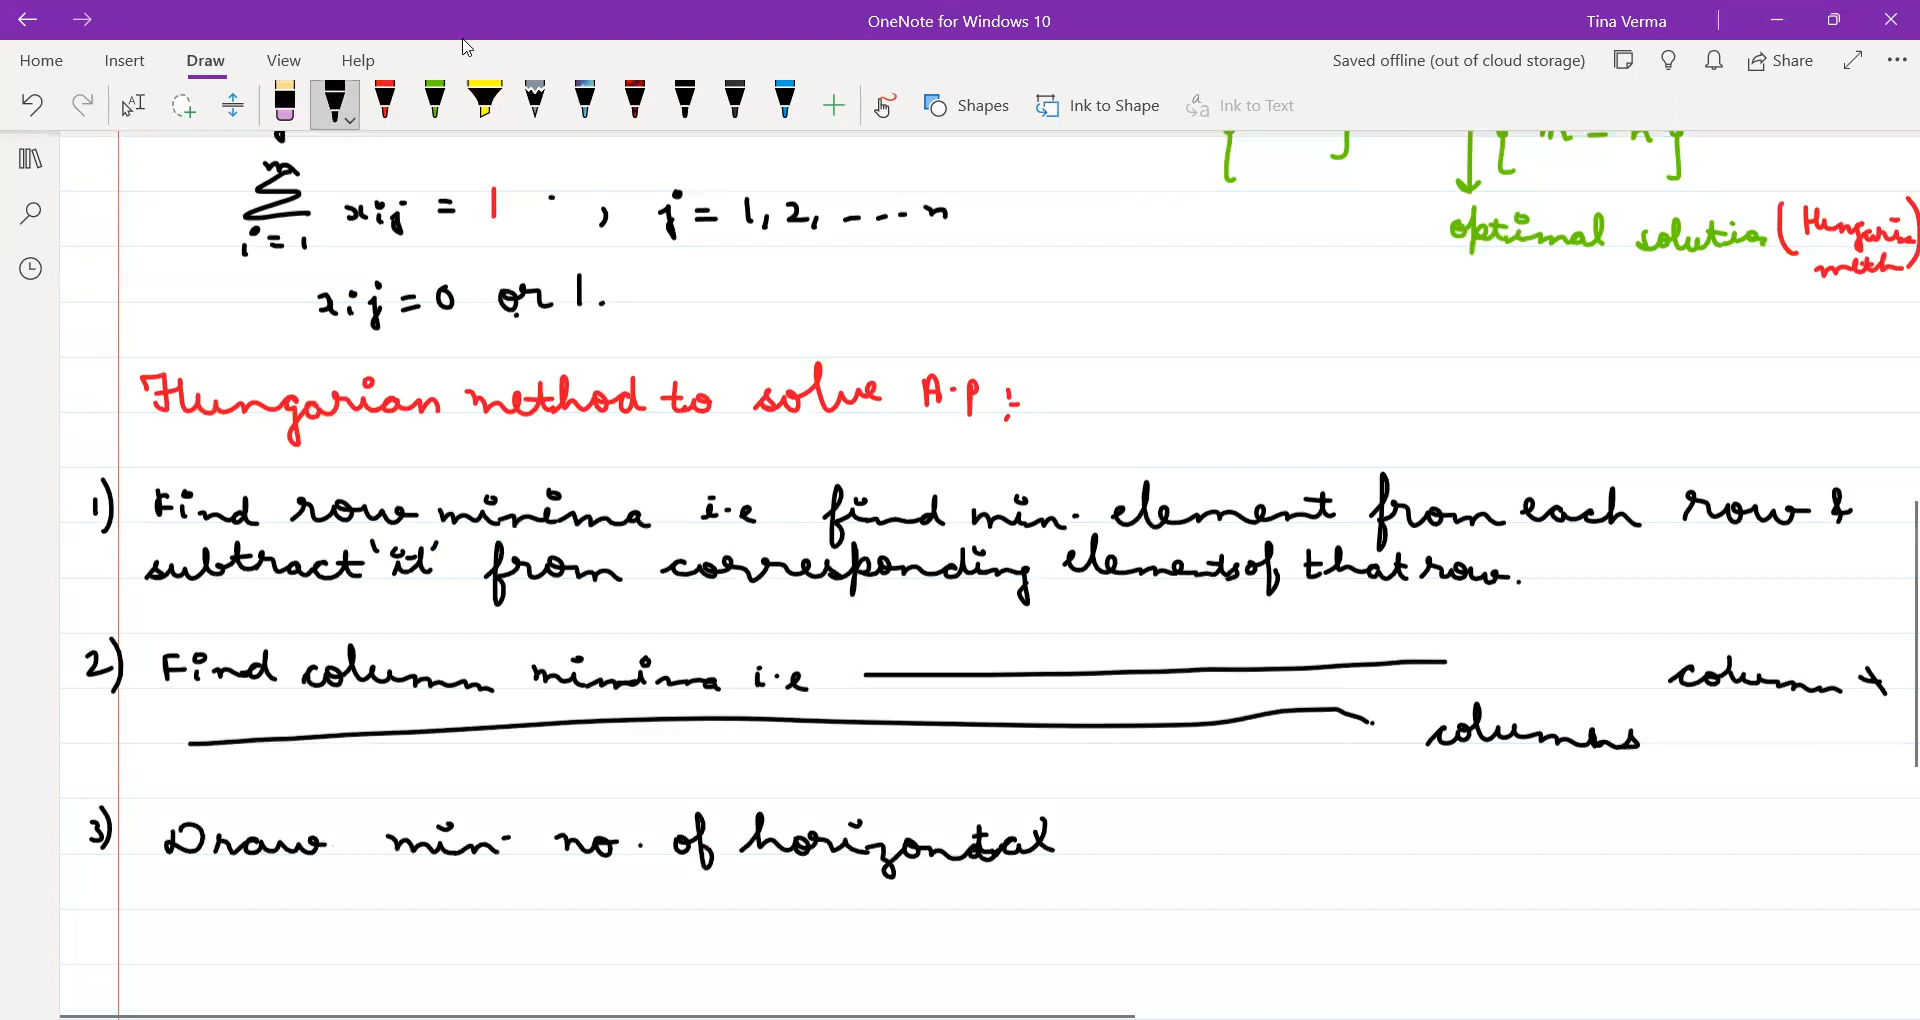 OneNote for Windows 10
Tina Verma
Home Insert Draw View Help
Saved offline (out of cloud storage)
Share
Shapes Ink to Shape Ink to Text
m
Σ xij = 1 , j = 1, 2, ---- n
i = 1
xij = 0 or 1.
optimal solution (Hungaria
meth)
Hungarian method to solve A.P :-
1) Find row minima i.e find min. element from each row &
subtract 'it' from corresponding elements of that row.
2) Find column minima i.e column &
columns
3) Draw min. no. of horizontal